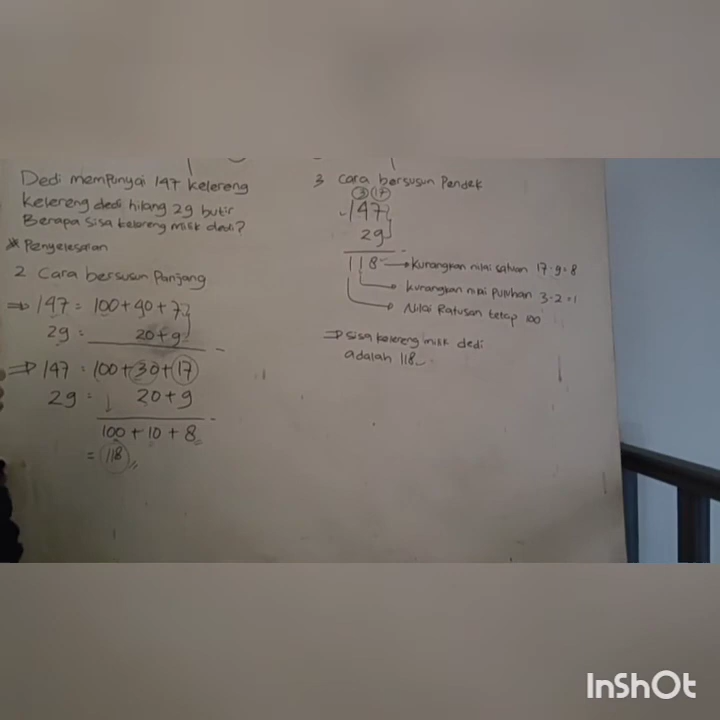 Dedi mempunyai 147 kelereng
kelereng dedi hilang 29 butir
Berapa sisa kelereng milik dedi?
* Penyelesaian
2 Cara bersusun Panjang
⇒ 147 = 100 + 40 + 7
29 = 20 + 9 -
⇒ 147 = 100 + 30 + 17
29 = 20 + 9 -
100 + 10 + 8
= 118
3 Cara bersusun Pendek
3 17
147
29 -
118 → Kurangkan nilai satuan 17-9=8
→ kurangkan nilai Puluhan 3-2=1
→ Nilai Ratusan tetap 100
⇒ Sisa kelereng milik dedi
adalah 118
InShOt